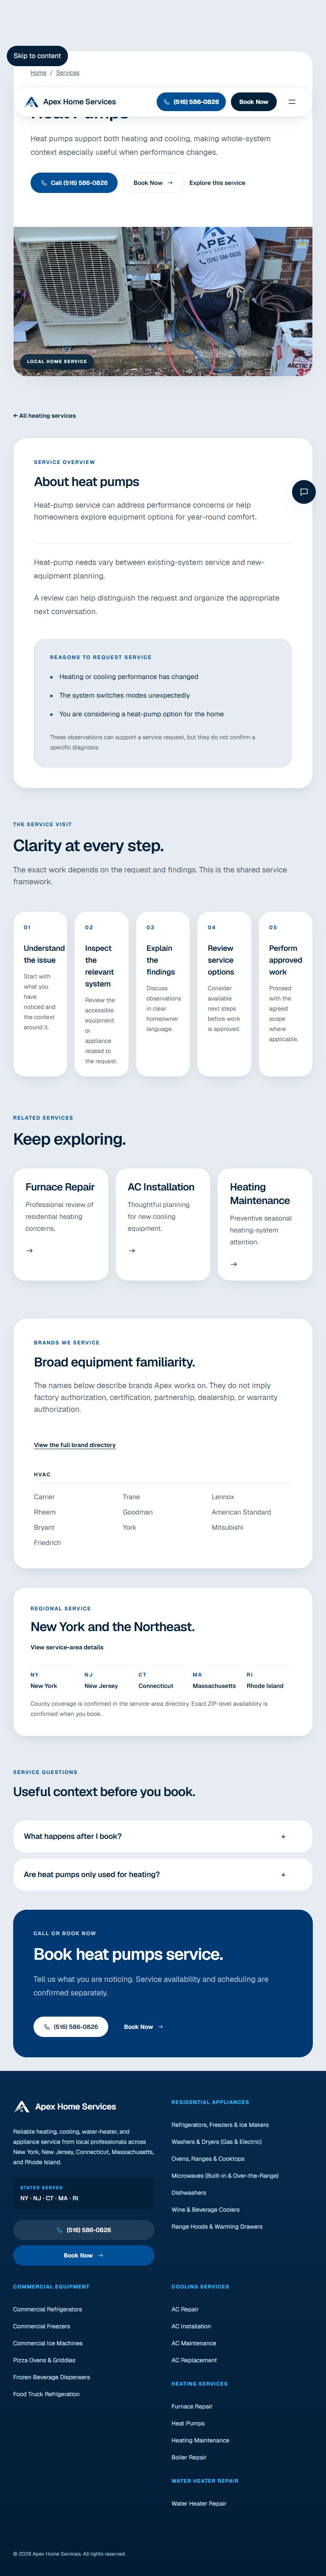 Skip to content
Home / Services
Apex Home Services
(516) 586-0826
Book Now
Heat Pumps
Heat pumps support both heating and cooling, making whole-system
context especially useful when performance changes.
Call (516) 586-0826
Book Now →
Explore this service
APEX
(516) 586-0826
LOCAL HOME SERVICE
← All heating services
SERVICE OVERVIEW
About heat pumps
Heat-pump service can address performance concerns or help
homeowners explore equipment options for year-round comfort.
Heat-pump needs vary between existing-system service and new-
equipment planning.
A review can help distinguish the request and organize the appropriate
next conversation.
REASONS TO REQUEST SERVICE
Heating or cooling performance has changed
The system switches modes unexpectedly
You are considering a heat-pump option for the home
These observations can support a service request, but they do not confirm a
specific diagnosis.
THE SERVICE VISIT
Clarity at every step.
The exact work depends on the request and findings. This is the shared service
framework.
01
Understand
the issue
Start with
what you
have
noticed and
the context
around it.
02
Inspect
the
relevant
system
Review the
accessible
equipment
or
appliance
related to
the request.
03
Explain
the
findings
Discuss
observations
in clear
homeowner
language.
04
Review
service
options
Consider
available
next steps
before work
is approved.
05
Perform
approved
work
Proceed
with the
agreed
scope
where
applicable.
RELATED SERVICES
Keep exploring.
Furnace Repair
Professional review of
residential heating
concerns.
→
AC Installation
Thoughtful planning
for new cooling
equipment.
→
Heating
Maintenance
Preventive seasonal
heating-system
attention.
→
BRANDS WE SERVICE
Broad equipment familiarity.
The names below describe brands Apex works on. They do not imply
factory authorization, certification, partnership, dealership, or warranty
authorization.
View the full brand directory
HVAC
Carrier Trane Lennox
Rheem Goodman American Standard
Bryant York Mitsubishi
Friedrich
REGIONAL SERVICE
New York and the Northeast.
View service-area details
NY NJ CT MA RI
New York New Jersey Connecticut Massachusetts Rhode Island
County coverage is confirmed in the service-area directory. Exact ZIP-level availability is
confirmed when you book.
SERVICE QUESTIONS
Useful context before you book.
What happens after I book? +
Are heat pumps only used for heating? +
CALL OR BOOK NOW
Book heat pumps service.
Tell us what you are noticing. Service availability and scheduling are
confirmed separately.
(516) 586-0826
Book Now →
Apex Home Services
Reliable heating, cooling, water-heater, and
appliance service from local professionals across
New York, New Jersey, Connecticut, Massachusetts,
and Rhode Island.
STATES SERVED
NY · NJ · CT · MA · RI
(516) 586-0826
Book Now →
RESIDENTIAL APPLIANCES
Refrigerators, Freezers & Ice Makers
Washers & Dryers (Gas & Electric)
Ovens, Ranges & Cooktops
Microwaves (Built-in & Over-the-Range)
Dishwashers
Wine & Beverage Coolers
Range Hoods & Warming Drawers
COMMERCIAL EQUIPMENT
Commercial Refrigerators
Commercial Freezers
Commercial Ice Machines
Pizza Ovens & Griddles
Frozen Beverage Dispensers
Food Truck Refrigeration
COOLING SERVICES
AC Repair
AC Installation
AC Maintenance
AC Replacement
HEATING SERVICES
Furnace Repair
Heat Pumps
Heating Maintenance
Boiler Repair
WATER HEATER REPAIR
Water Heater Repair
© 2026 Apex Home Services. All rights reserved.